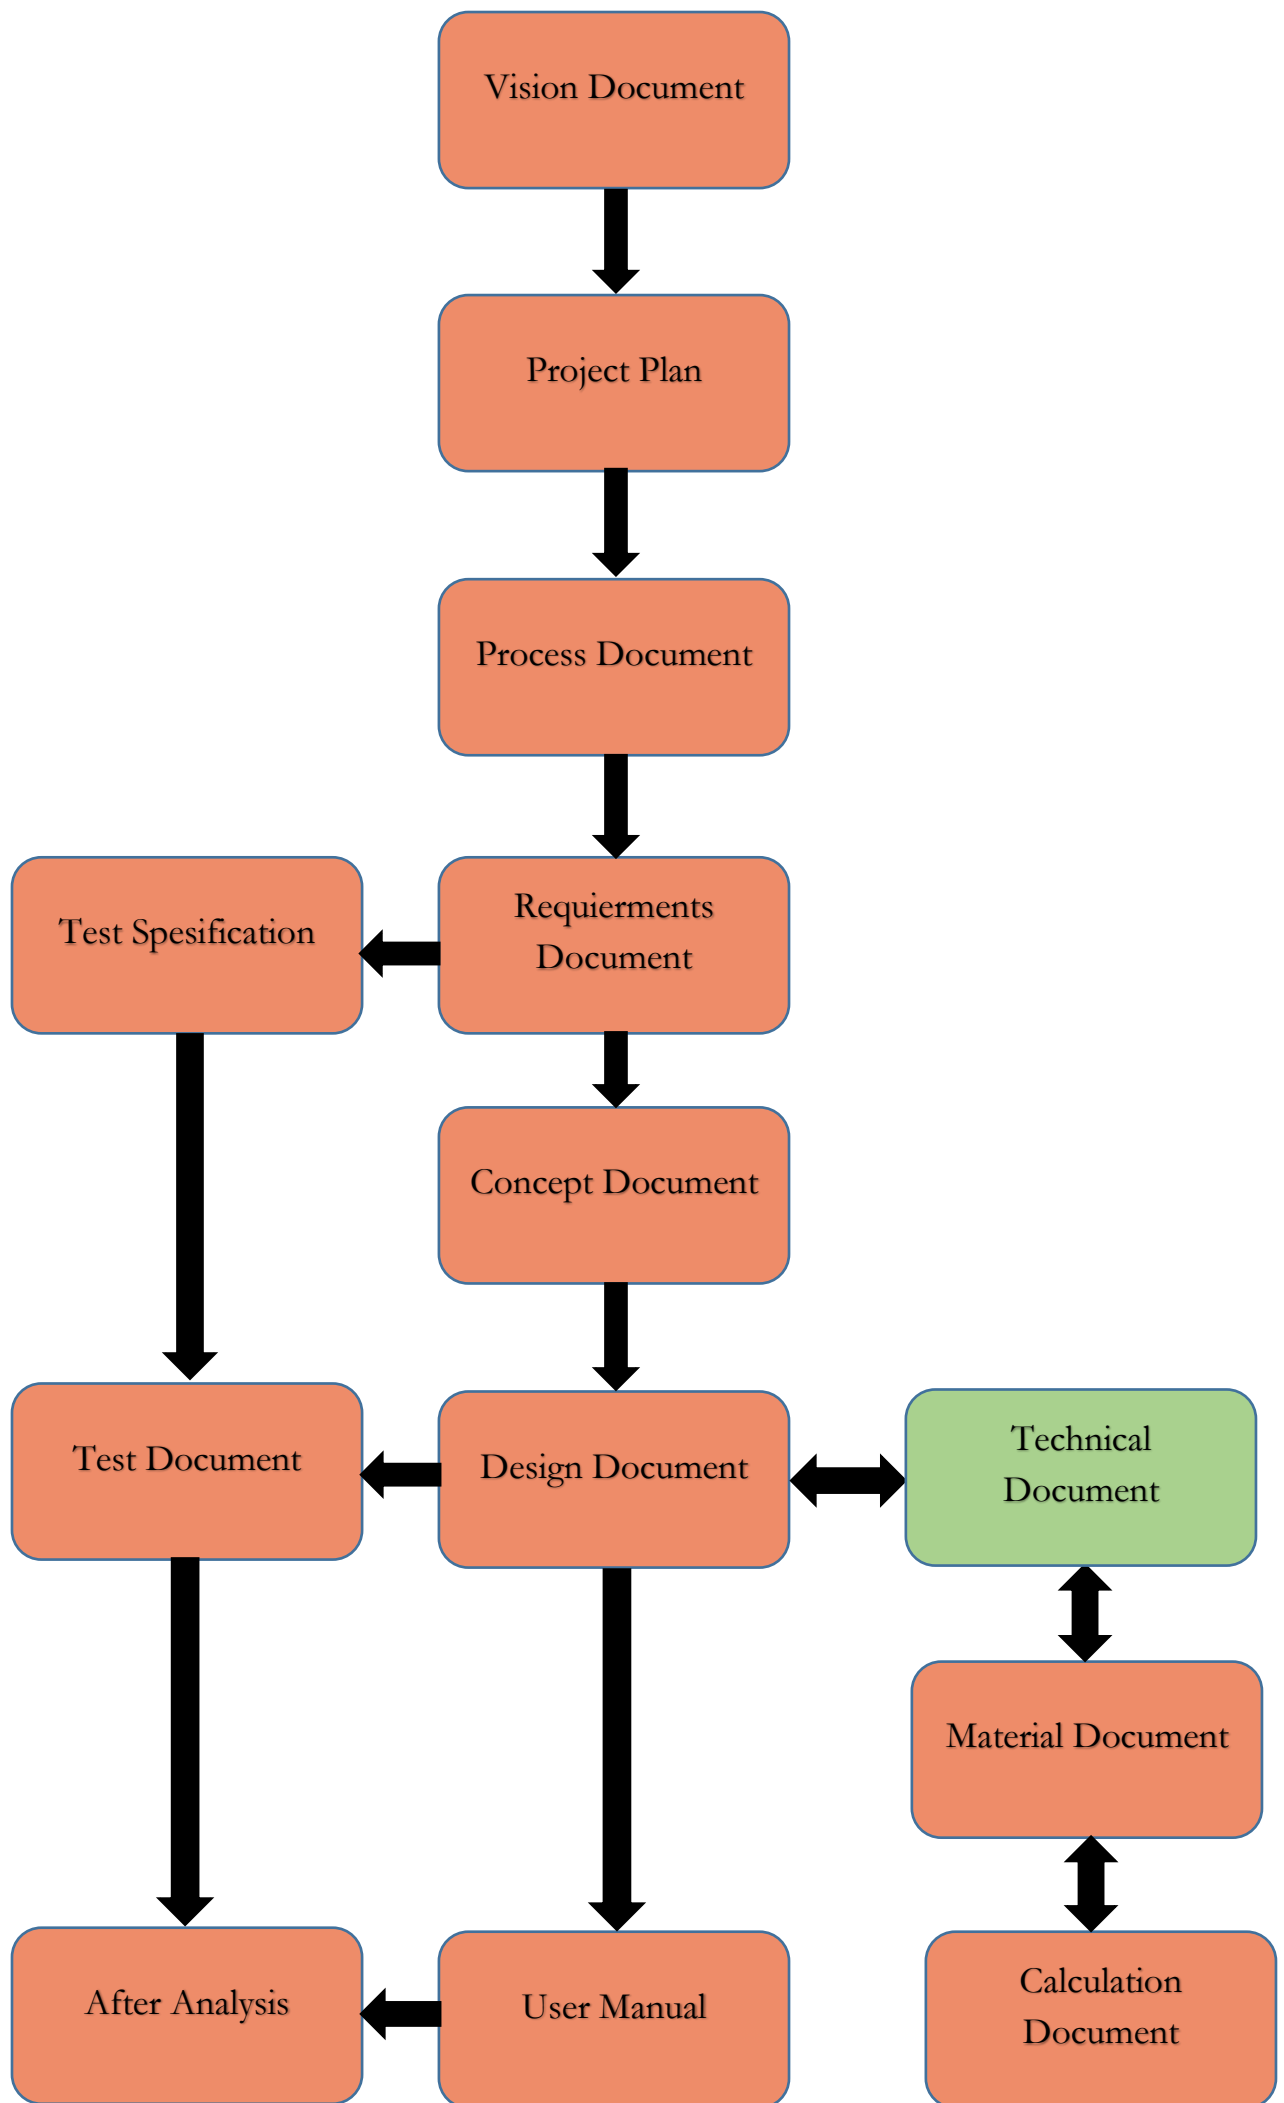 Vision Document
Project Plan
Process Document
Test Spesification
Requierments
Document
Concept Document
Test Document
Design Document
Technical
Document
Material Document
After Analysis
User Manual
Calculation
Document